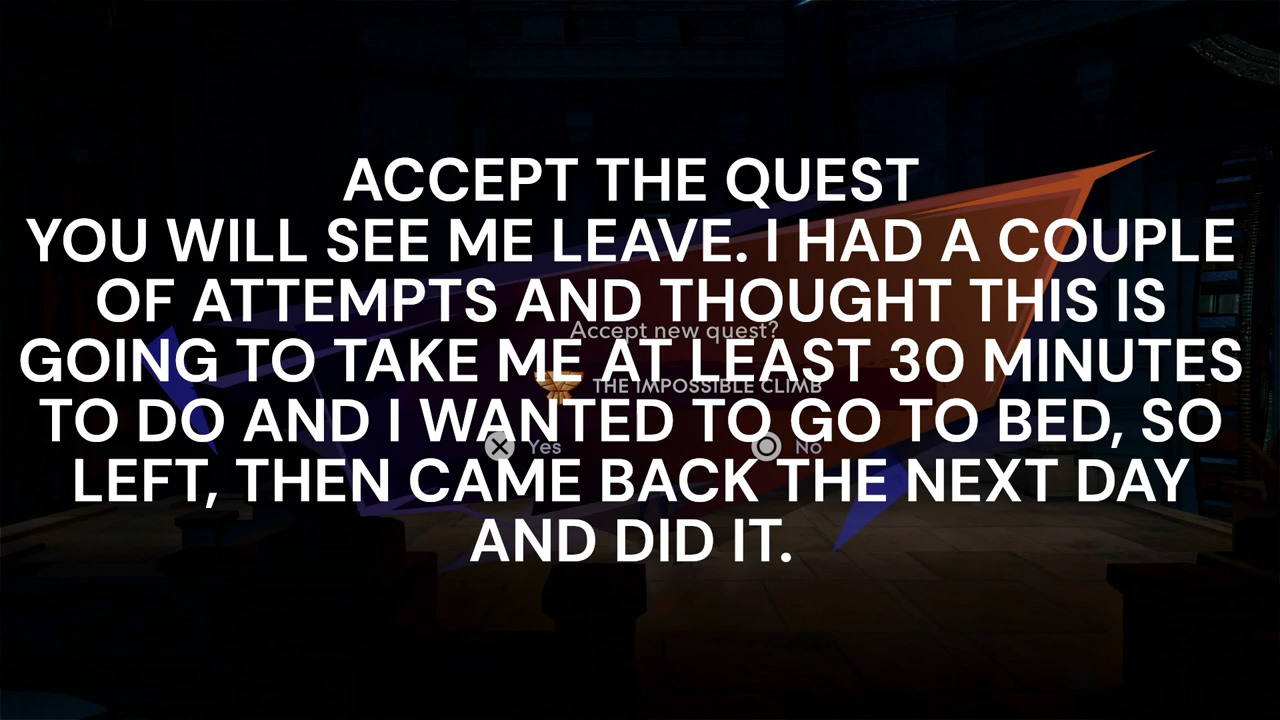 ACCEPT THE QUEST
YOU WILL SEE ME LEAVE. I HAD A COUPLE
OF ATTEMPTS AND THOUGHT THIS IS
Accept new quest?
GOING TO TAKE ME AT LEAST 30 MINUTES
THE IMPOSSIBLE CLIMB
TO DO AND I WANTED TO GO TO BED, SO
Yes No
LEFT, THEN CAME BACK THE NEXT DAY
AND DID IT.